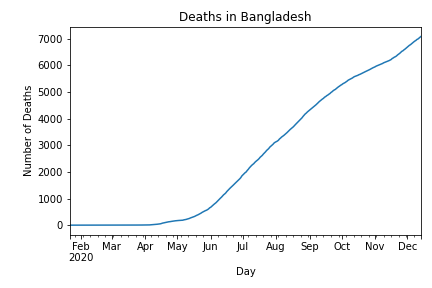 Deaths in Bangladesh
7000
6000
5000
4000
3000
2000
1000
0
Number of Deaths
Feb Mar Apr May Jun Jul Aug Sep Oct Nov Dec
2020
Day